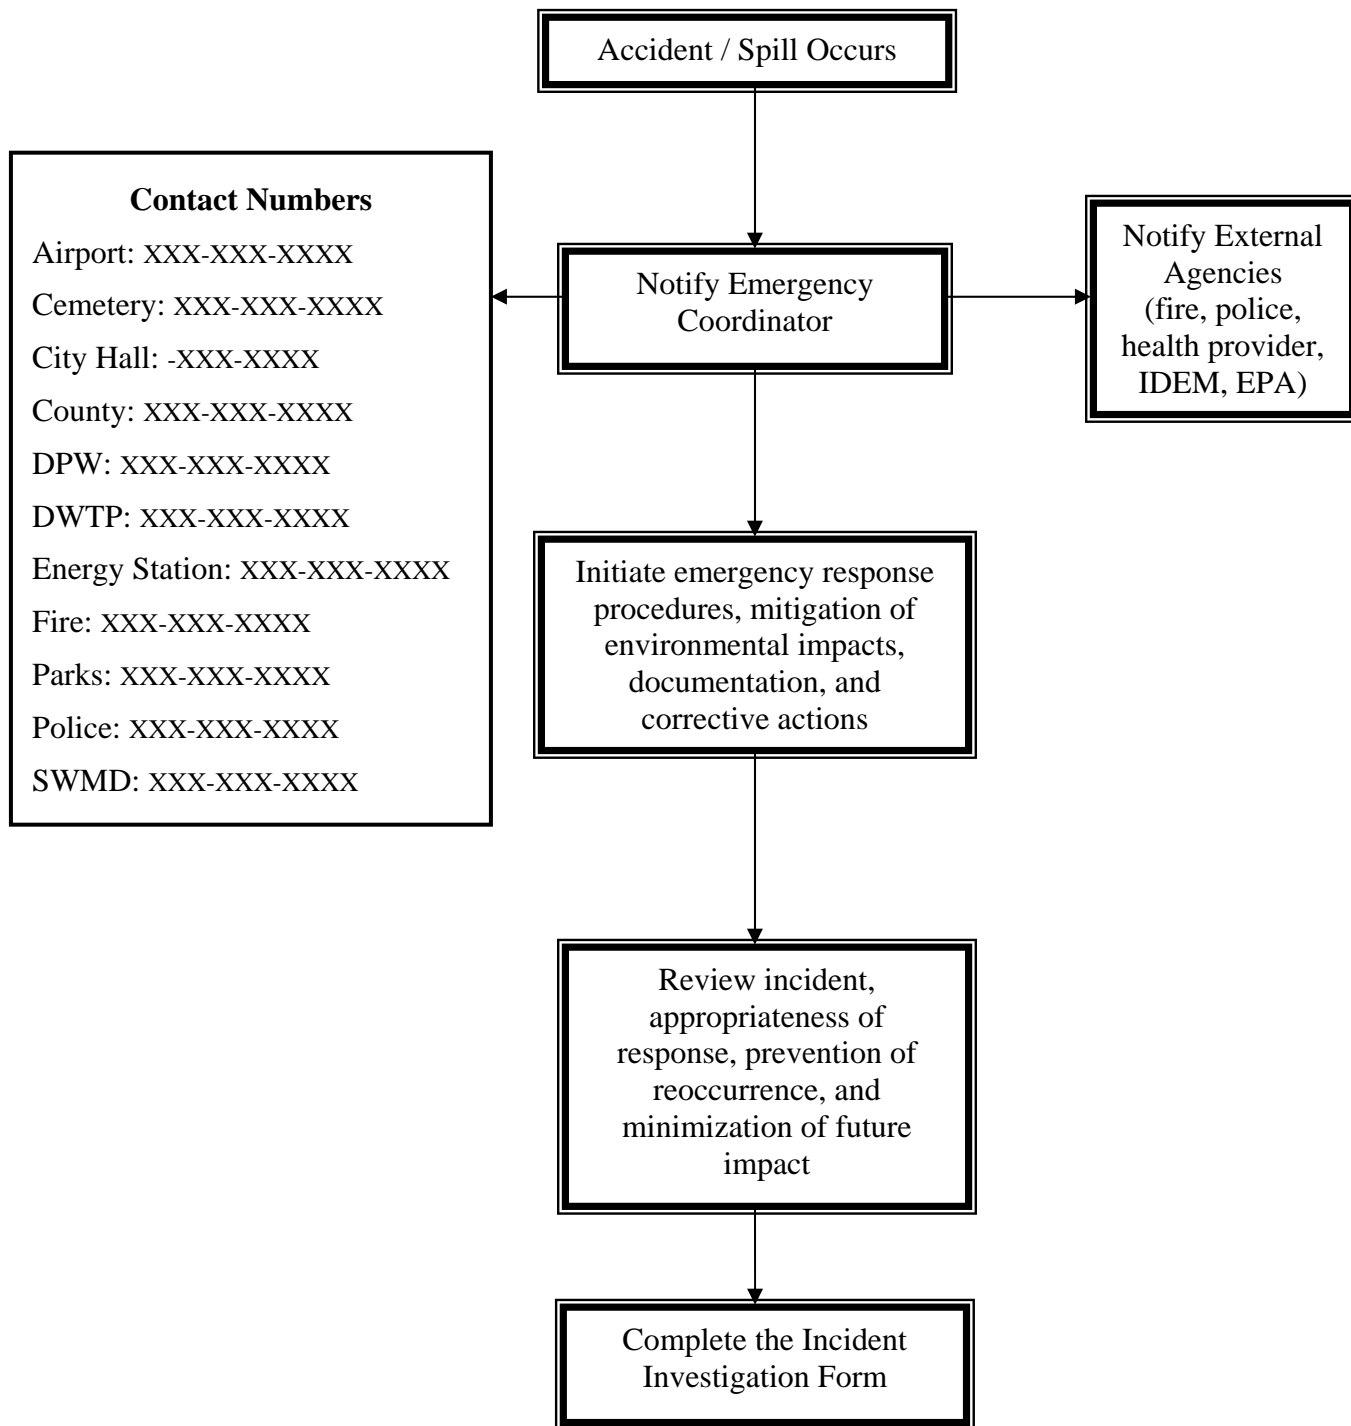 Accident / Spill Occurs
Contact Numbers
Airport: XXX-XXX-XXXX
Cemetery: XXX-XXX-XXXX
City Hall: -XXX-XXXX
County: XXX-XXX-XXXX
DPW: XXX-XXX-XXXX
DWTP: XXX-XXX-XXXX
Energy Station: XXX-XXX-XXXX
Fire: XXX-XXX-XXXX
Parks: XXX-XXX-XXXX
Police: XXX-XXX-XXXX
SWMD: XXX-XXX-XXXX
Notify Emergency
Coordinator
Notify External
Agencies
(fire, police,
health provider,
IDEM, EPA)
Initiate emergency response
procedures, mitigation of
environmental impacts,
documentation, and
corrective actions
Review incident,
appropriateness of
response, prevention of
reoccurrence, and
minimization of future
impact
Complete the Incident
Investigation Form